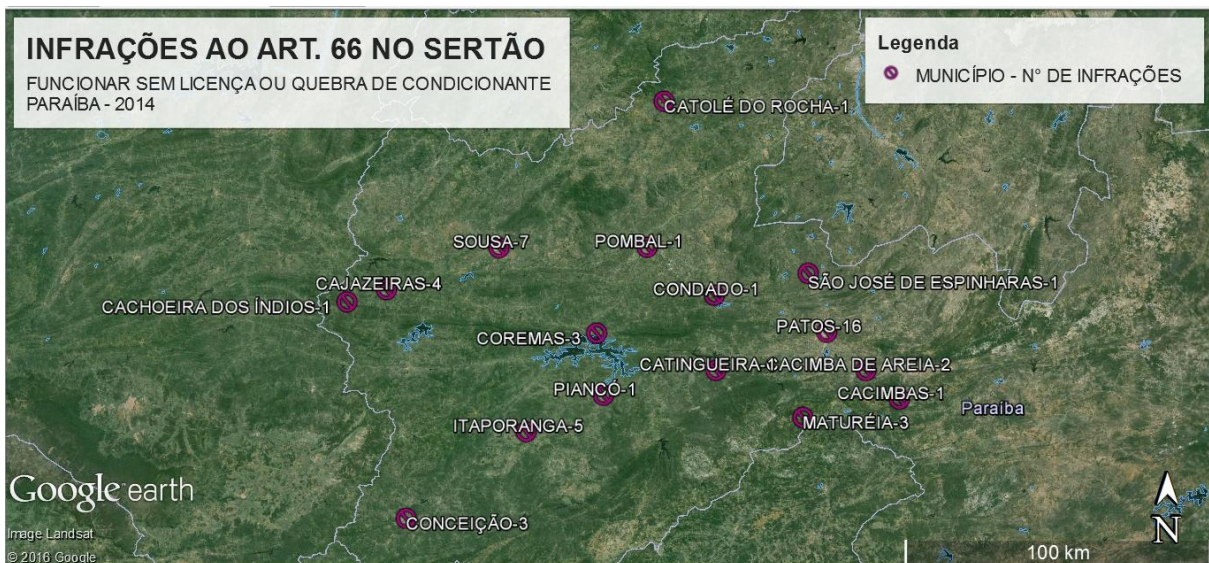 INFRAÇÕES AO ART. 66 NO SERTÃO
FUNCIONAR SEM LICENÇA OU QUEBRA DE CONDICIONANTE
PARAÍBA - 2014
Legenda
MUNICÍPIO - N° DE INFRAÇÕES
CATOLÉ DO ROCHA-1
SOUSA-7
POMBAL-1
CAJAZEIRAS-4
SÃO JOSÉ DE ESPINHARAS-1
CONDADO-1
CACHOEIRA DOS ÍNDIOS-1
PATOS-16
COREMAS-3
CATINGUEIRA-
CACIMBA DE AREIA-2
PIANCÓ-1
CACIMBAS-1
Paraíba
ITAPORANGA-5
MATURÉIA-3
Google earth
CONCEIÇÃO-3
Image Landsat
© 2016 Google
N
100 km